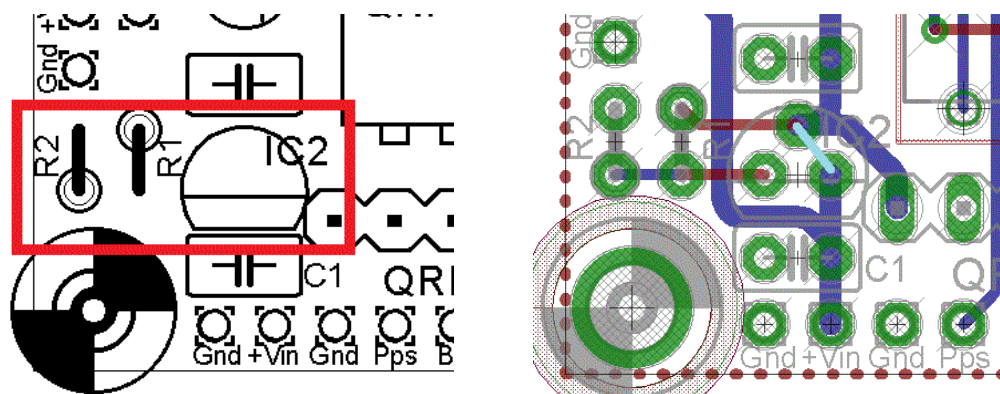 Gnd
R2
R1
IC2
C1
QRI
Gnd +Vin Gnd Pps B
Gnd
R2
R1
IC2
C1
QR
Gnd +Vin Gnd Pps